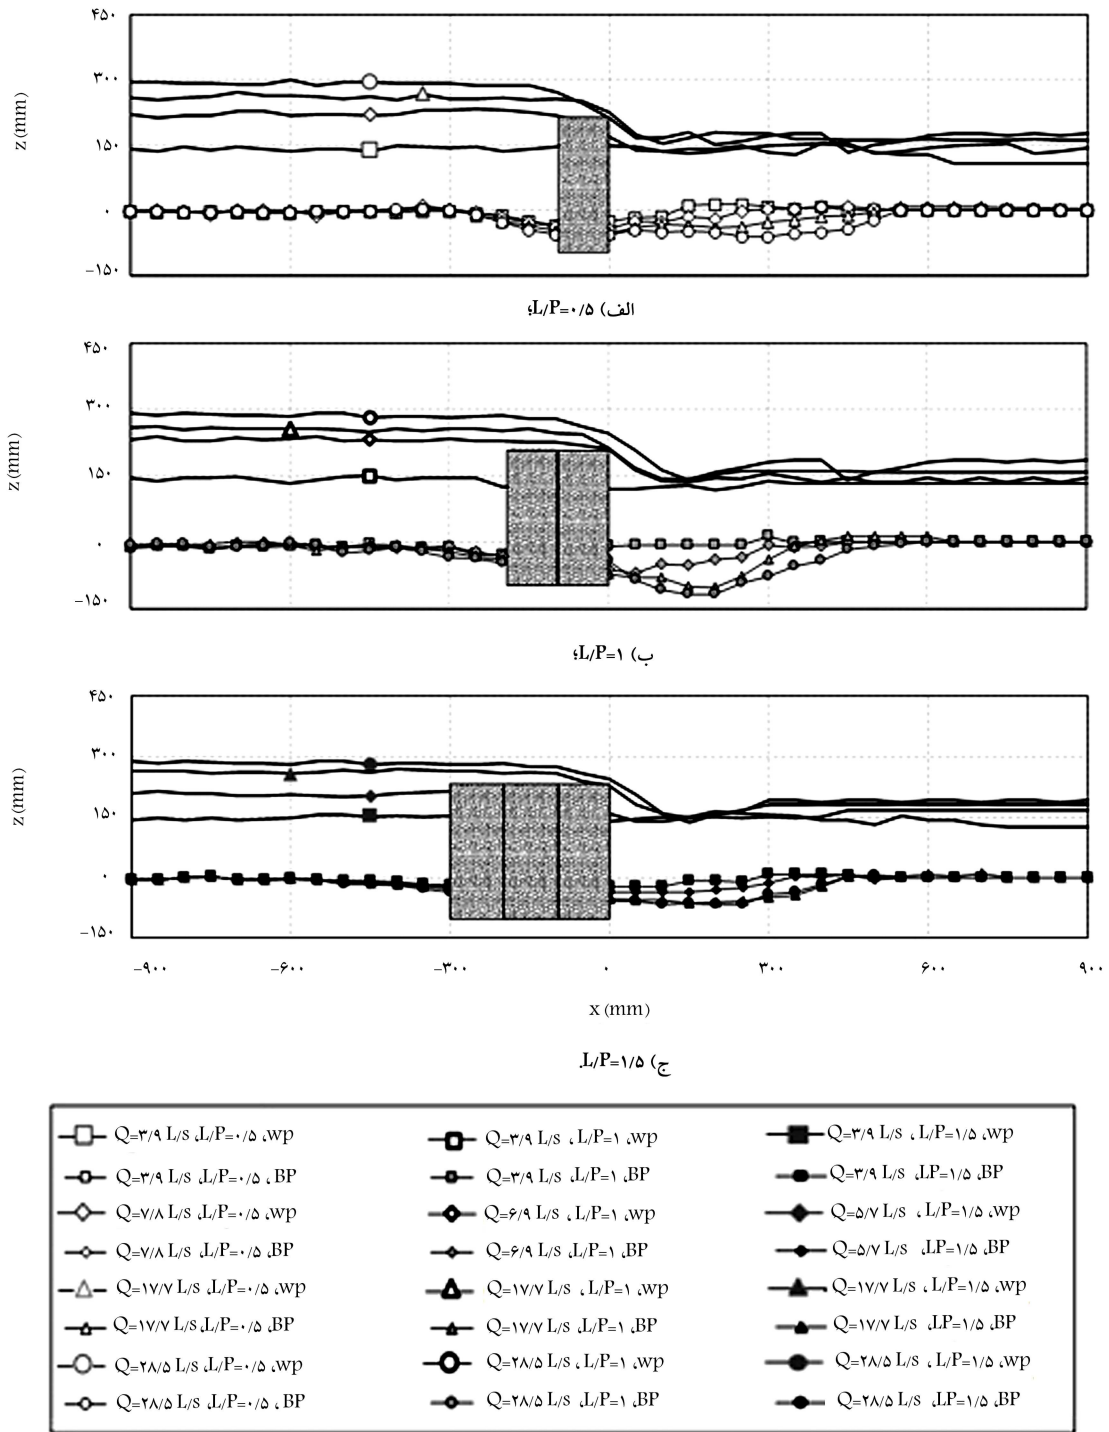 ۴۵۰
۳۰۰
۱۵۰
۰
-۱۵۰
z (mm)
الف) L/P=۰/۵؛
۴۵۰
۳۰۰
۱۵۰
۰
-۱۵۰
z (mm)
ب) L/P=۱؛
۴۵۰
۳۰۰
۱۵۰
۰
-۱۵۰
z (mm)
-۹۰۰ -۶۰۰ -۳۰۰ ۰ ۳۰۰ ۶۰۰ ۹۰۰
x (mm)
ج) L/P=۱/۵.
Q=۳/۹ L/s ،L/P=۰/۵ ،wp
Q=۳/۹ L/s ،L/P=۰/۵ ، BP
Q=۷/۸ L/s ،L/P=۰/۵ ،wp
Q=۷/۸ L/s ،L/P=۰/۵ ،BP
Q=۱۷/۷ L/s ،L/P=۰/۵ ،wp
Q=۱۷/۷ L/s ،L/P=۰/۵ ،BP
Q=۲۸/۵ L/s ،L/P=۰/۵ ،wp
Q=۲۸/۵ L/s ،L/P=۰/۵ ، BP
Q=۳/۹ L/s ، L/P=۱ ،wp
Q=۳/۹ L/s ،L/P=۱ ،BP
Q=۶/۹ L/s ، L/P=۱ ،wp
Q=۶/۹ L/s ، L/P=۱ ، BP
Q=۱۷/۷ L/s ، L/P=۱ ،wp
Q=۱۷/۷ L/s ، L/P=۱ ، BP
Q=۲۸/۵ L/s ، L/P=۱ ،wp
Q=۲۸/۵ L/s ، L/P=۱ ، BP
Q=۳/۹ L/s ، L/P=۱/۵ ،wp
Q=۳/۹ L/s ،LP=۱/۵ ،BP
Q=۵/۷ L/s ، L/P=۱/۵ ،wp
Q=۵/۷ L/s ،LP=۱/۵ ،BP
Q=۱۷/۷ L/s ، L/P=۱/۵ ،wp
Q=۱۷/۷ L/s ،LP=۱/۵ ،BP
Q=۲۸/۵ L/s ، L/P=۱/۵ ،wp
Q=۲۸/۵ L/s ،LP=۱/۵ ،BP